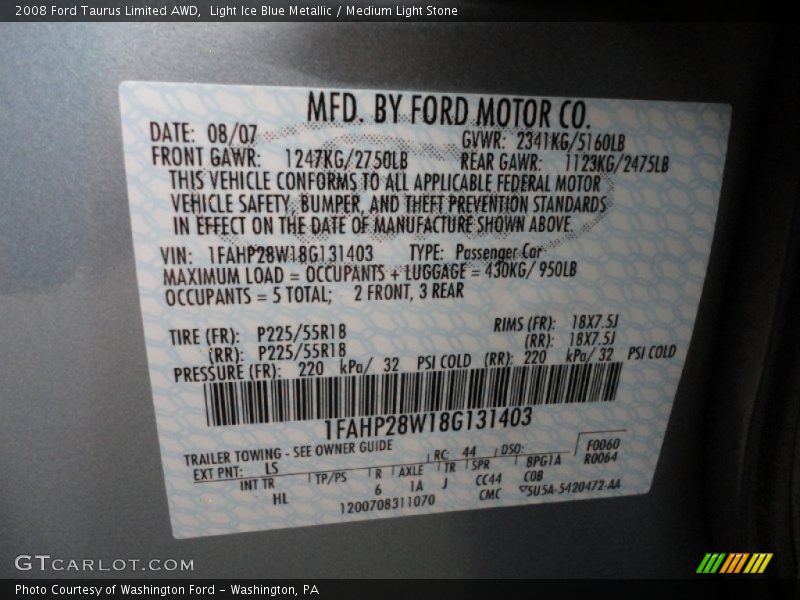 2008 Ford Taurus Limited AWD,  Light Ice Blue Metallic / Medium Light Stone
MFD. BY FORD MOTOR CO.
DATE: 08/07 GVWR: 2341KG/5160LB
FRONT GAWR: 1247KG/2750LB REAR GAWR: 1123KG/2475LB
THIS VEHICLE CONFORMS TO ALL APPLICABLE FEDERAL MOTOR
VEHICLE SAFETY, BUMPER, AND THEFT PREVENTION STANDARDS
IN EFFECT ON THE DATE OF MANUFACTURE SHOWN ABOVE.
VIN: 1FAHP28W18G131403 TYPE: Passenger Car
MAXIMUM LOAD = OCCUPANTS + LUGGAGE = 430KG/ 950LB
OCCUPANTS = 5 TOTAL; 2 FRONT, 3 REAR
TIRE (FR): P225/55R18 RIMS (FR): 18X7.5J
(RR): P225/55R18 (RR): 18X7.5J
PRESSURE (FR): 220 kPa/ 32 PSI COLD (RR): 220 kPa/ 32 PSI COLD
1FAHP28W18G131403
TRAILER TOWING - SEE OWNER GUIDE RC: 44 DSO: F0060
EXT PNT: LS R0064
INT TR TP/PS R AXLE TR SPR 8PG1A
HL 6 1A J CC44 COB
1200708311070 CMC 5U5A-5420472-AA
GTCARLOT.COM
Photo Courtesy of Washington Ford - Washington, PA